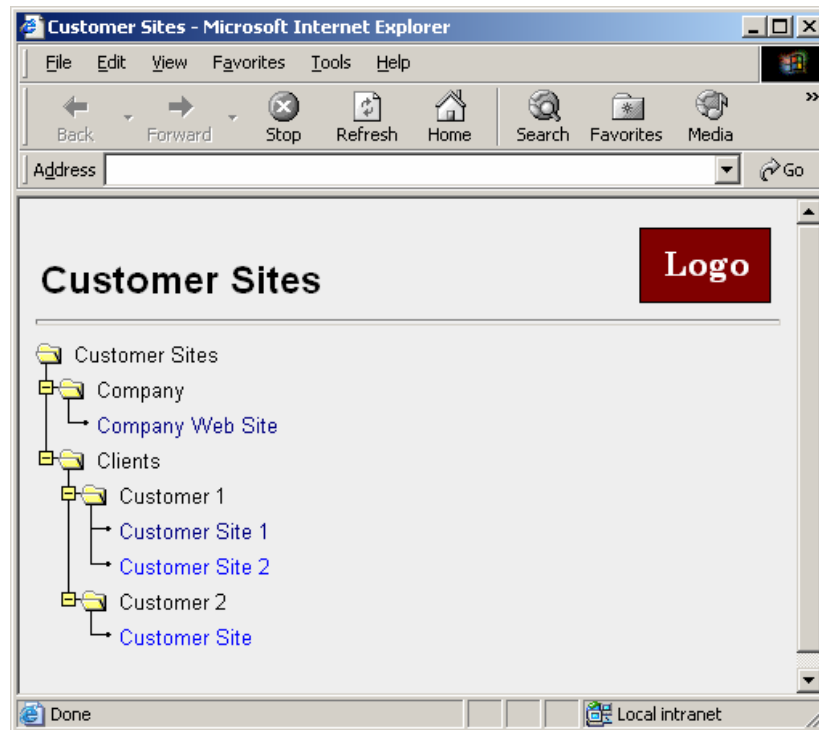 Customer Sites - Microsoft Internet Explorer
File Edit View Favorites Tools Help
Back Forward Stop Refresh Home Search Favorites Media »
Address Go
Logo
Customer Sites
Customer Sites
Company
Company Web Site
Clients
Customer 1
Customer Site 1
Customer Site 2
Customer 2
Customer Site
Done Local intranet